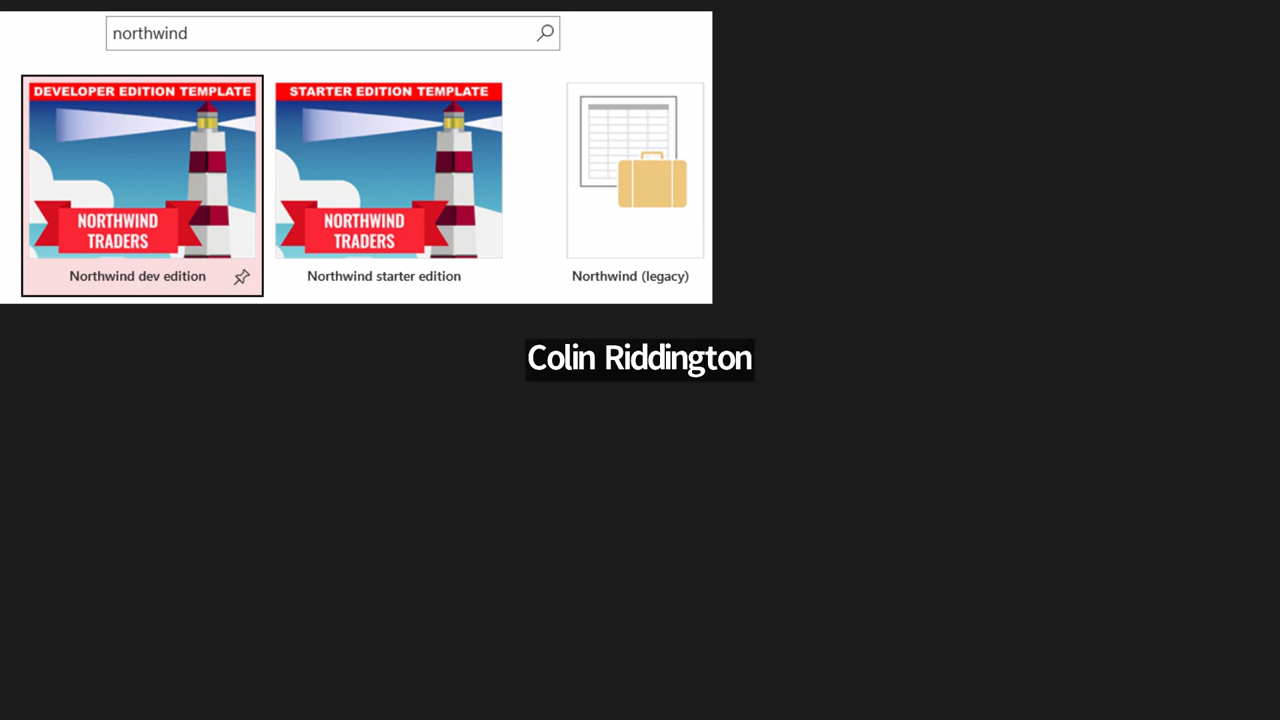 northwind
DEVELOPER EDITION TEMPLATE
NORTHWIND
TRADERS
Northwind dev edition
STARTER EDITION TEMPLATE
NORTHWIND
TRADERS
Northwind starter edition
Northwind (legacy)
Colin Riddington